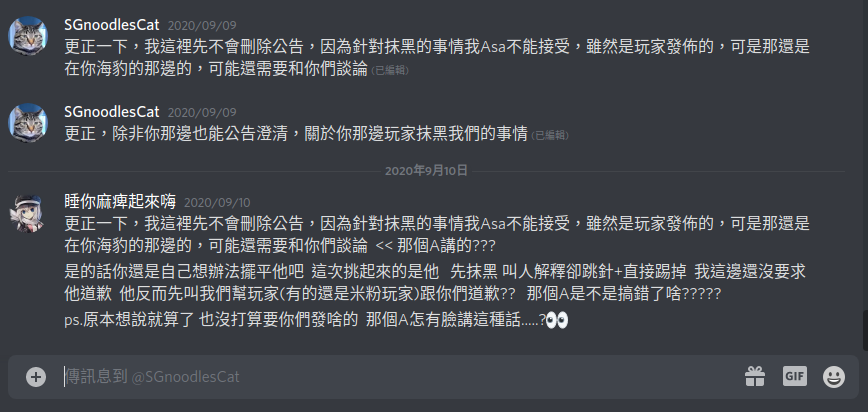 SGnoodlesCat 2020/09/09
更正一下，我這裡先不會刪除公告，因為針對抹黑的事情我Asa不能接受，雖然是玩家發佈的，可是那還是
在你海豹的那邊的，可能還需要和你們談論 (已編輯)
SGnoodlesCat 2020/09/09
更正，除非你那邊也能公告澄清，關於你那邊玩家抹黑我們的事情 (已編輯)
2020年9月10日
睡你麻痺起來嗨 2020/09/10
更正一下，我這裡先不會刪除公告，因為針對抹黑的事情我Asa不能接受，雖然是玩家發佈的，可是那還是
在你海豹的那邊的，可能還需要和你們談論 << 那個A講的???
是的話你還是自己想辦法擺平他吧 這次挑起來的是他 先抹黑 叫人解釋卻跳針+直接踢掉 我這邊還沒要求
他道歉 他反而先叫我們幫玩家(有的還是米粉玩家)跟你們道歉?? 那個A是不是搞錯了啥?????
ps.原本想說就算了 也沒打算要你們發啥的 那個A怎有臉講這種話.....?👀
傳訊息到 @SGnoodlesCat
GIF